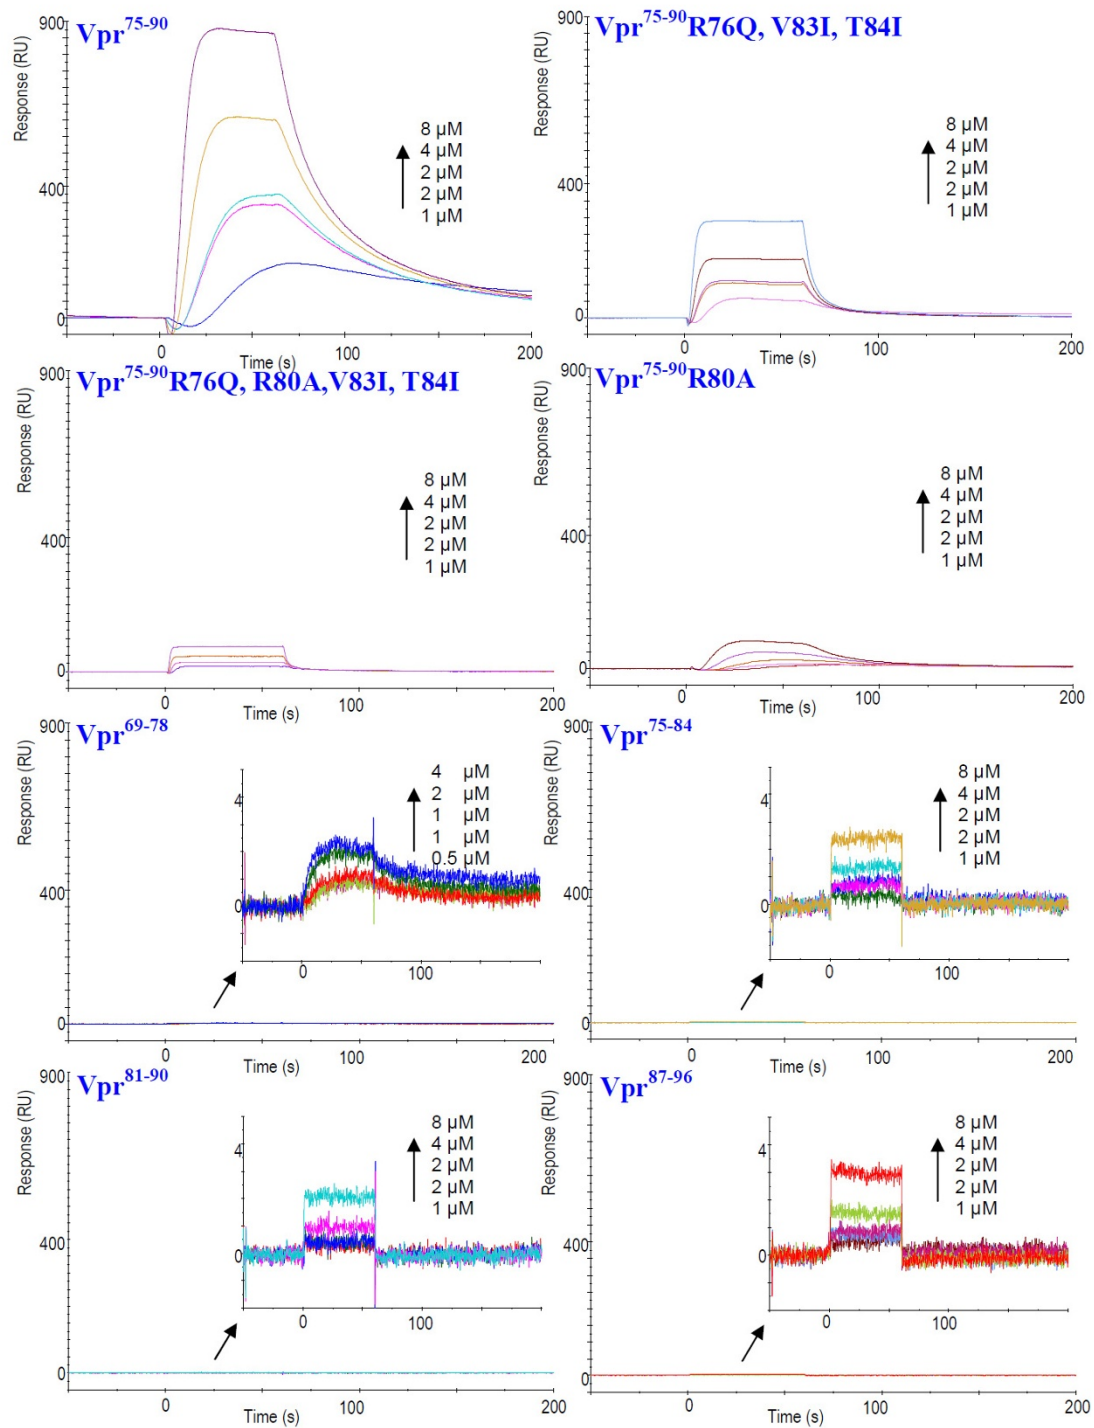 Vpr75-90
900
400
0
Response (RU)
8 µM
4 µM
2 µM
2 µM
1 µM
0 100 200
Time (s)
Vpr75-90R76Q, V83I, T84I
900
400
0
Response (RU)
8 µM
4 µM
2 µM
2 µM
1 µM
0 100 200
Time (s)
Vpr75-90R76Q, R80A,V83I, T84I
900
400
0
Response (RU)
8 µM
4 µM
2 µM
2 µM
1 µM
0 100 200
Time (s)
Vpr75-90R80A
900
400
0
Response (RU)
8 µM
4 µM
2 µM
2 µM
1 µM
0 100 200
Time (s)
Vpr69-78
900
400
0
Response (RU)
4
0
4 µM
2 µM
1 µM
1 µM
0.5 µM
0 100
0 100 200
Time (s)
Vpr75-84
900
400
0
Response (RU)
4
0
8 µM
4 µM
2 µM
2 µM
1 µM
0 100
0 100 200
Time (s)
Vpr81-90
900
400
0
Response (RU)
4
0
8 µM
4 µM
2 µM
2 µM
1 µM
0 100
0 100 200
Time (s)
Vpr87-96
900
400
0
Response (RU)
4
0
8 µM
4 µM
2 µM
2 µM
1 µM
0 100
0 100 200
Time (s)